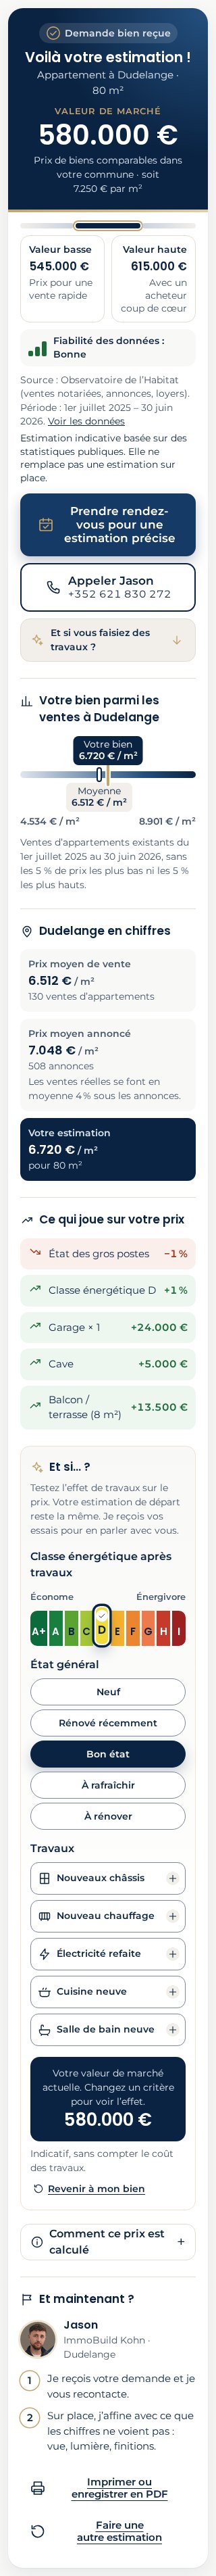 Demande bien reçue
Voilà votre estimation !
Appartement à Dudelange ·
80 m²
VALEUR DE MARCHÉ
580.000 €
Prix de biens comparables dans
votre commune · soit
7.250 € par m²
Valeur basse
545.000 €
Prix pour une
vente rapide
Valeur haute
615.000 €
Avec un
acheteur
coup de cœur
Fiabilité des données :
Bonne
Source : Observatoire de l'Habitat
(ventes notariées, annonces, loyers).
Période : 1er juillet 2025 – 30 juin
2026. Voir les données
Estimation indicative basée sur des
statistiques publiques. Elle ne
remplace pas une estimation sur
place.
Prendre rendez-
vous pour une
estimation précise
Appeler Jason
+352 621 830 272
Et si vous faisiez des
travaux ?
Votre bien parmi les
ventes à Dudelange
Votre bien
6.720 € / m²
Moyenne
6.512 € / m²
4.534 € / m²
8.901 € / m²
Ventes d'appartements existants du
1er juillet 2025 au 30 juin 2026, sans
les 5 % de prix les plus bas ni les 5 %
les plus hauts.
Dudelange en chiffres
Prix moyen de vente
6.512 € / m²
130 ventes d'appartements
Prix moyen annoncé
7.048 € / m²
508 annonces
Les ventes réelles se font en
moyenne 4 % sous les annonces.
Votre estimation
6.720 € / m²
pour 80 m²
Ce qui joue sur votre prix
État des gros postes −1 %
Classe énergétique D +1 %
Garage × 1 +24.000 €
Cave +5.000 €
Balcon /
terrasse (8 m²) +13.500 €
Et si... ?
Testez l'effet de travaux sur le
prix. Votre estimation de départ
reste la même. Je reçois vos
essais pour en parler avec vous.
Classe énergétique après
travaux
Économe
Énergivore
A+ A B C D E F G H I
État général
Neuf
Rénové récemment
Bon état
À rafraîchir
À rénover
Travaux
Nouveaux châssis +
Nouveau chauffage +
Électricité refaite +
Cuisine neuve +
Salle de bain neuve +
Votre valeur de marché
actuelle. Changez un critère
pour voir l'effet.
580.000 €
Indicatif, sans compter le coût
des travaux.
Revenir à mon bien
Comment ce prix est
calculé +
Et maintenant ?
Jason
ImmoBuild Kohn ·
Dudelange
1 Je reçois votre demande et je
vous recontacte.
2 Sur place, j'affine avec ce que
les chiffres ne voient pas :
vue, lumière, finitions.
Imprimer ou
enregistrer en PDF
Faire une
autre estimation